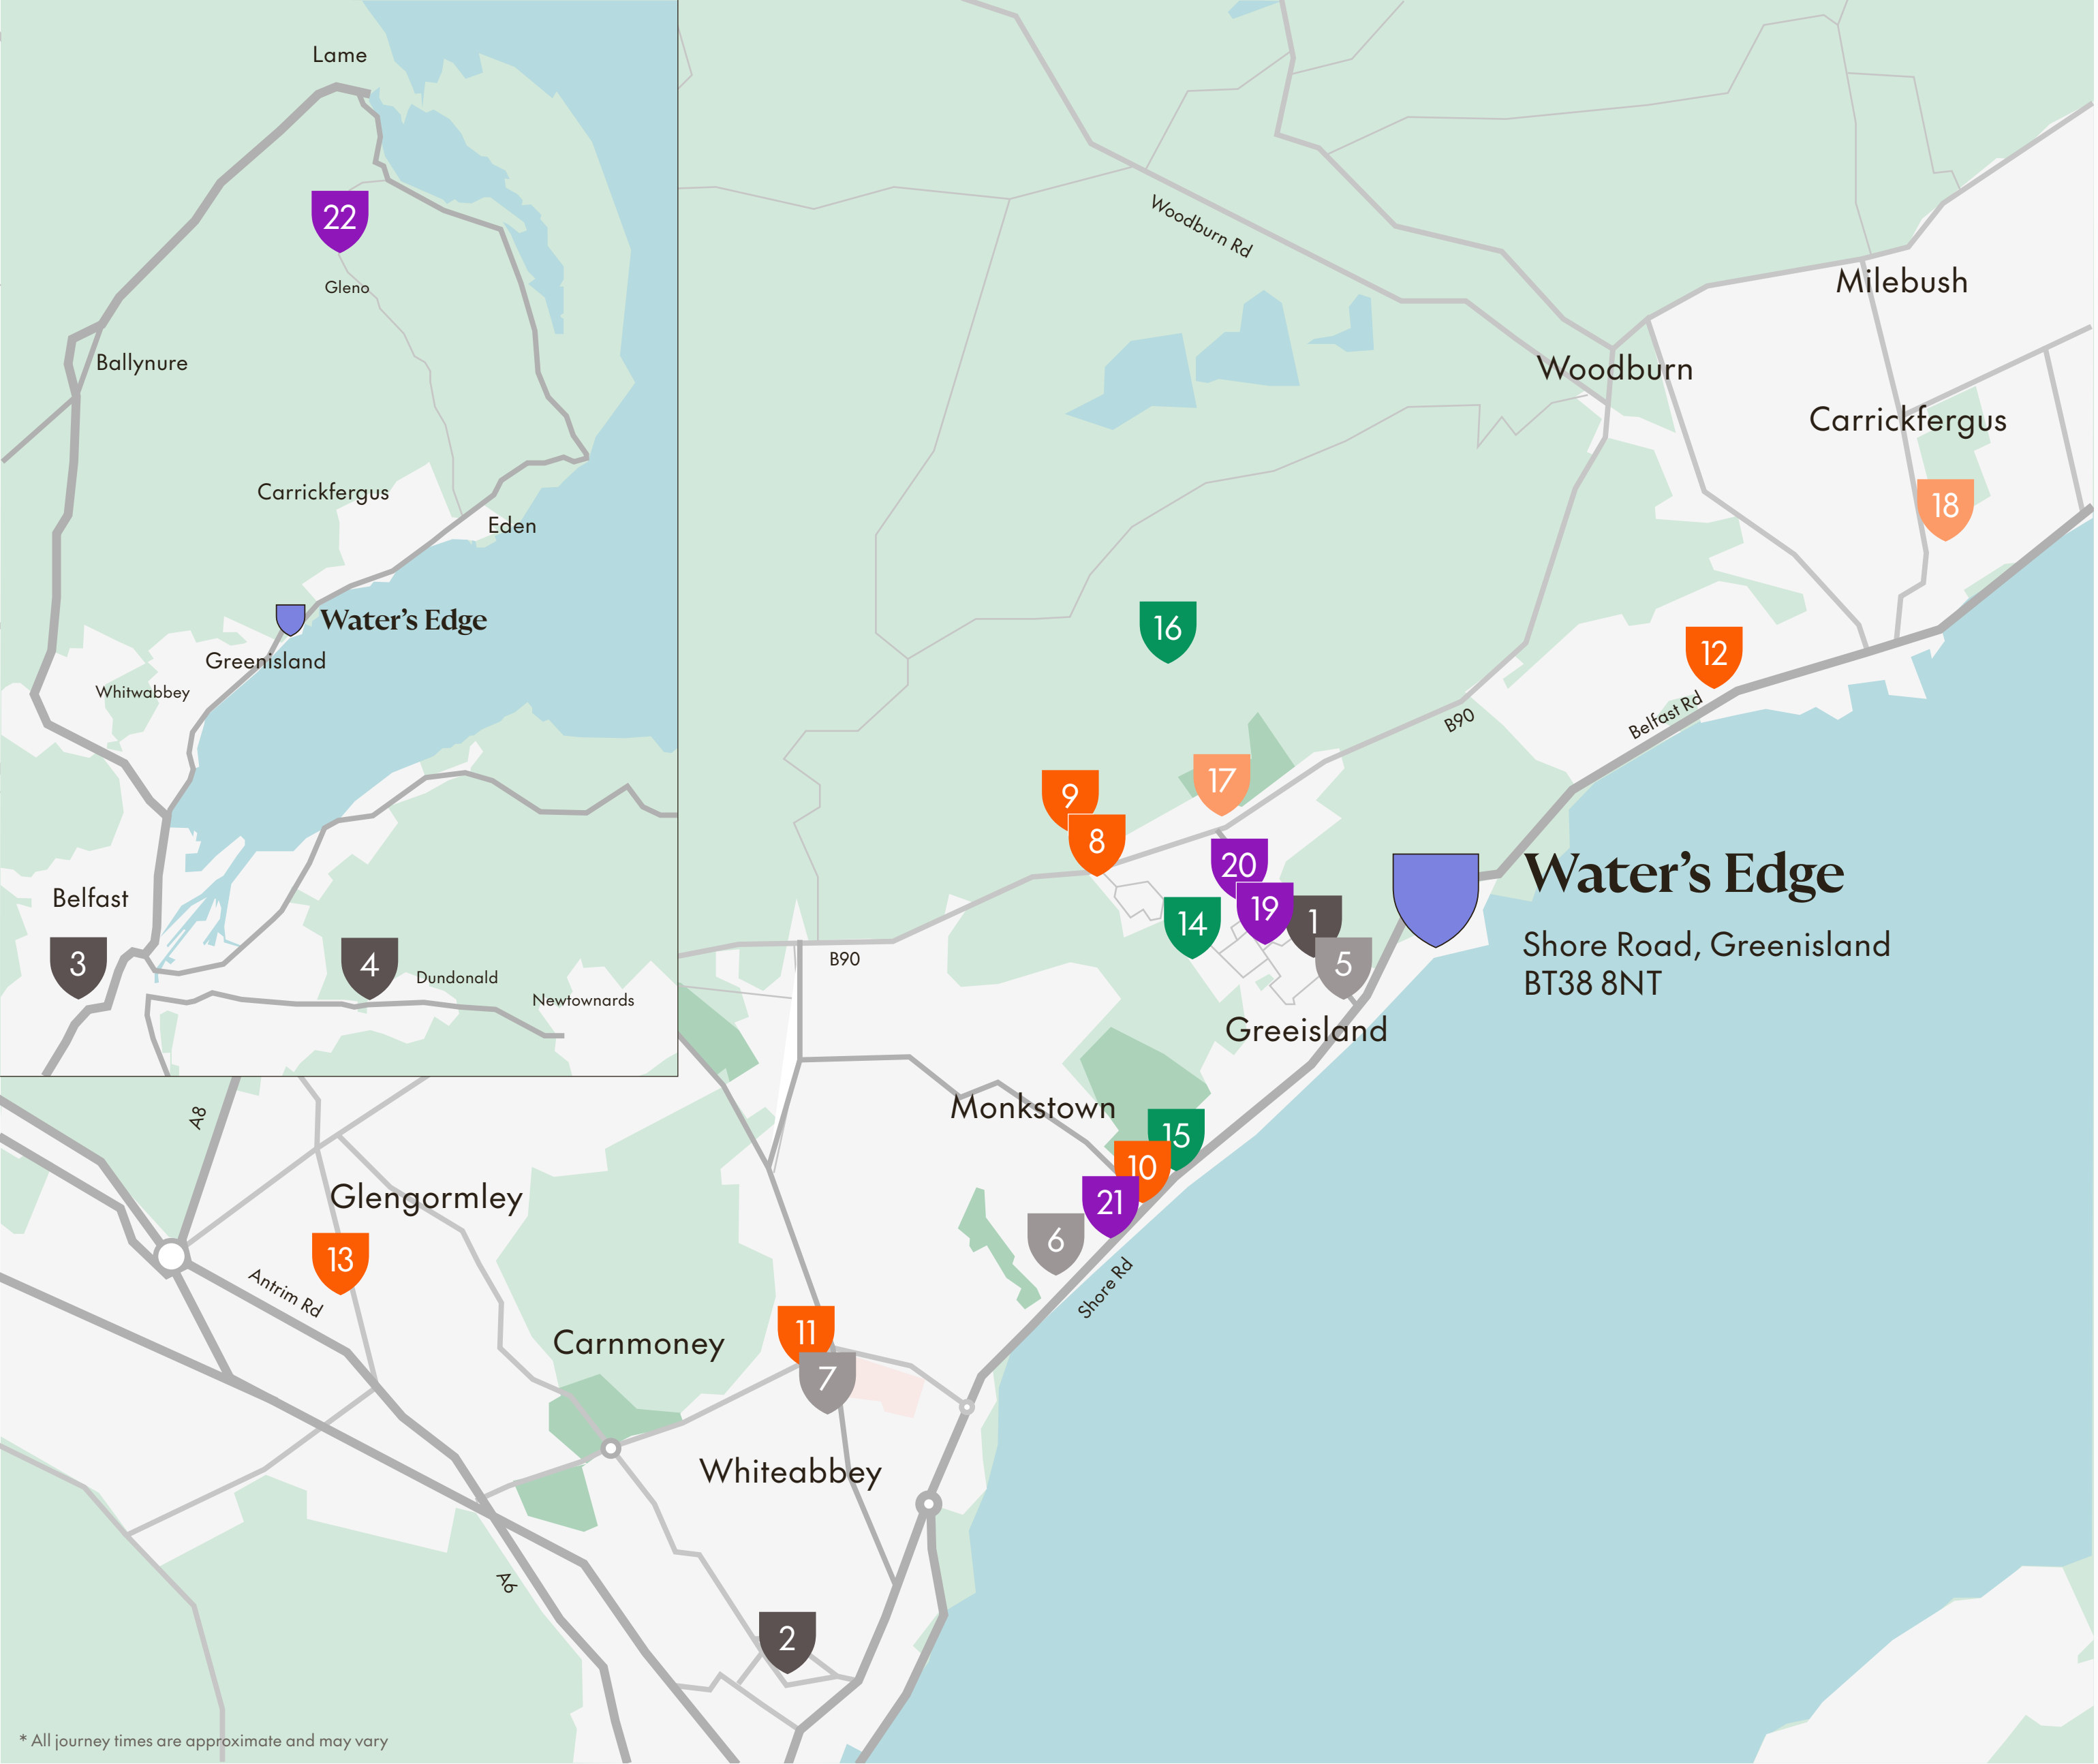 Lame
22
Gleno
Ballynure
Carrickfergus
Eden
Water's Edge
Greenisland
Whitwabbey
Belfast
3
4
Dundonald
Newtownards
Woodburn Rd
Milebush
Woodburn
Carrickfergus
18
16
12
Belfast Rd
B90
17
9
8
20
19
14
1
5
Water's Edge
Shore Road, Greenisland
BT38 8NT
B90
Greeisland
Monkstown
15
10
21
6
Shore Rd
A8
Glengormley
13
Antrim Rd
11
7
Carnmoney
Whiteabbey
A6
2
* All journey times are approximate and may vary